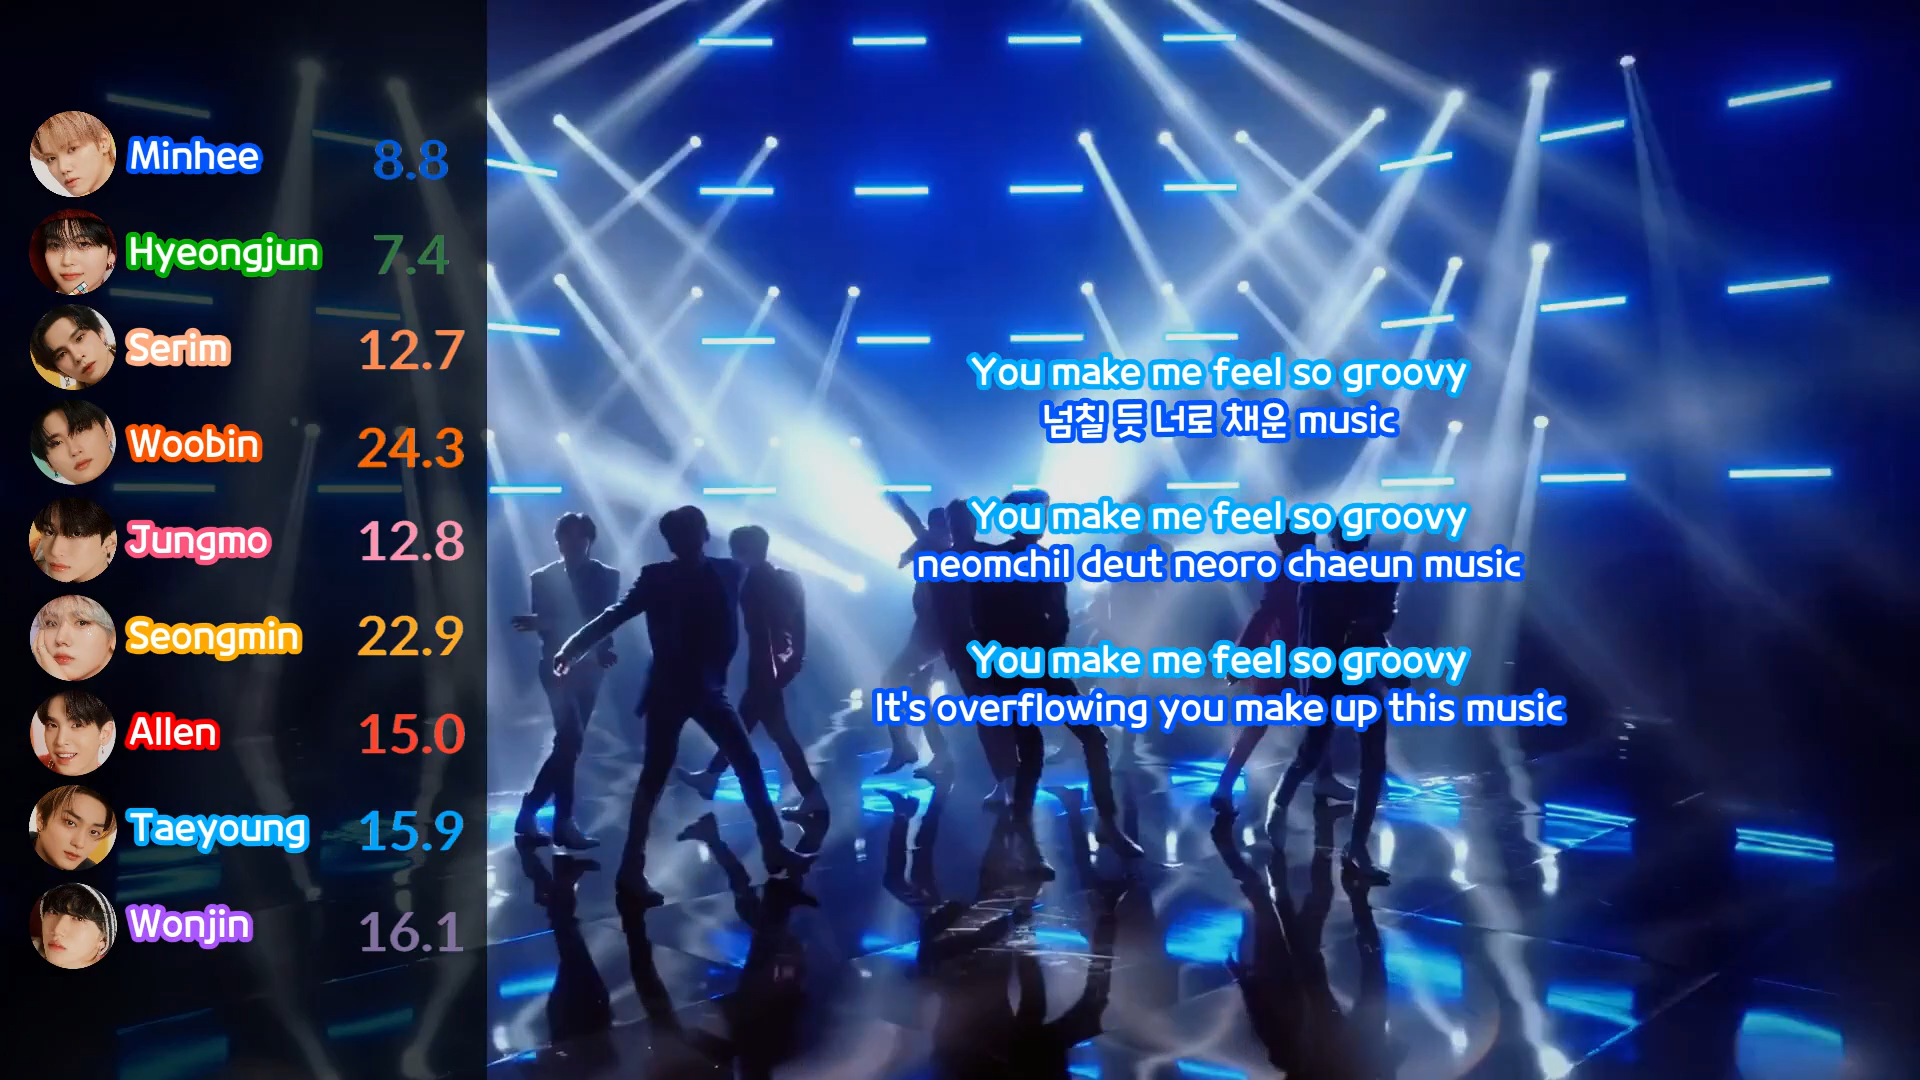 Minhee 8.8
Hyeongjun 7.4
Serim 12.7
Woobin 24.3
Jungmo 12.8
Seongmin 22.9
Allen 15.0
Taeyoung 15.9
Wonjin 16.1
You make me feel so groovy
넘칠 듯 너로 채운 music
You make me feel so groovy
neomchil deut neoro chaeun music
You make me feel so groovy
It's overflowing you make up this music